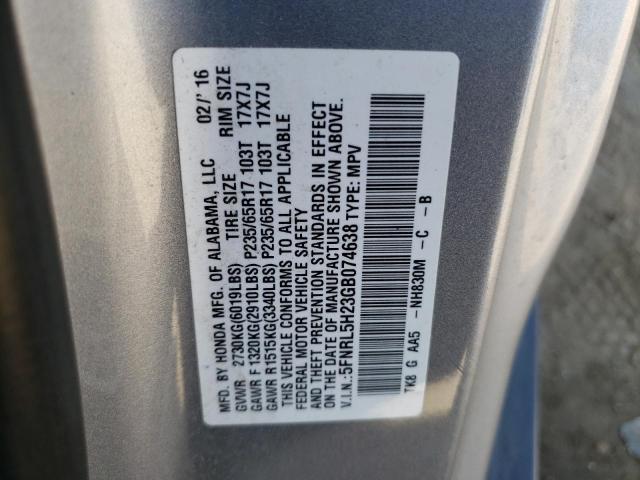 MFD. BY HONDA MFG. OF ALABAMA, LLC 02/'16
GVWR 2730KG(6019LBS) TIRE SIZE RIM SIZE
GAWR F 1320KG(2910LBS) P235/65R17 103T 17X7J
GAWR R1515KG(3340LBS) P235/65R17 103T 17X7J
THIS VEHICLE CONFORMS TO ALL APPLICABLE
FEDERAL MOTOR VEHICLE SAFETY
AND THEFT PREVENTION STANDARDS IN EFFECT
ON THE DATE OF MANUFACTURE SHOWN ABOVE.
V.I.N.:5FNRL5H23GB074638 TYPE: MPV
TK8 G AA5 -NH830M -C -B